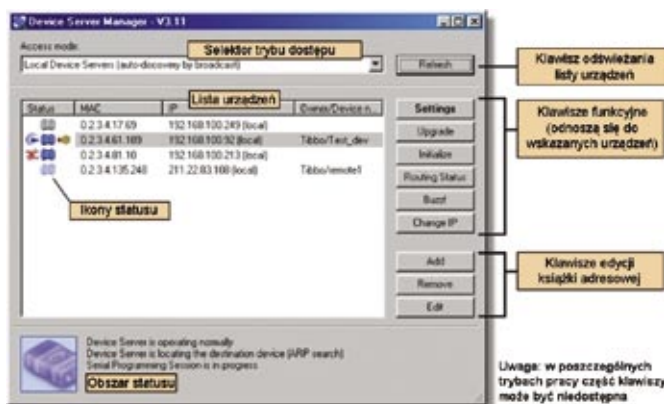 Device Server Manager - V3.11
Access mode:
Selektor trybu dostępu
Local Device Servers (auto-discovery by broadcast)
Refresh
Klawisz odświeżania
listy urządzeń
Lista urządzeń
Status MAC IP Owner/Device n...
0.2.3.4.17.69 192.168.100.249 (local)
0.2.3.4.61.189 192.168.100.92 (local) Tibbo/Test_dev
0.2.3.4.81.10 192.168.100.213 (local)
0.2.3.4.135.248 211.22.83.168 (local) Tibbo/remote1
Ikony statusu
Settings
Upgrade
Initialize
Routing Status
Buzz!
Change IP
Klawisze funkcyjne
(odnoszą się do
wskazanych urządzeń)
Add
Remove
Edit
Klawisze edycji
książki adresowej
Device Server is operating normally
Device Server is locating the destination device (ARP search)
Serial Programming Session is in progress
Obszar statusu
Uwaga: w poszczególnych
trybach pracy część klawiszy
może być niedostępna